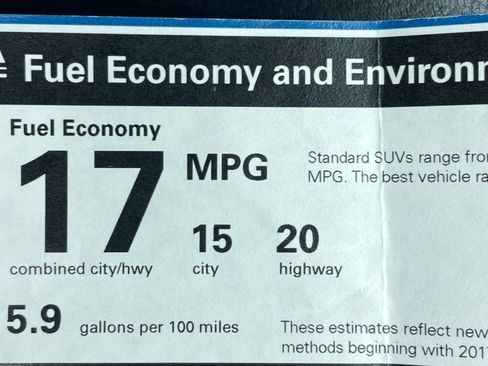 Fuel Economy and Environ
Fuel Economy
17 MPG
Standard SUVs range fro
MPG. The best vehicle ra
15 20
combined city/hwy city highway
5.9 gallons per 100 miles
These estimates reflect new
methods beginning with 201